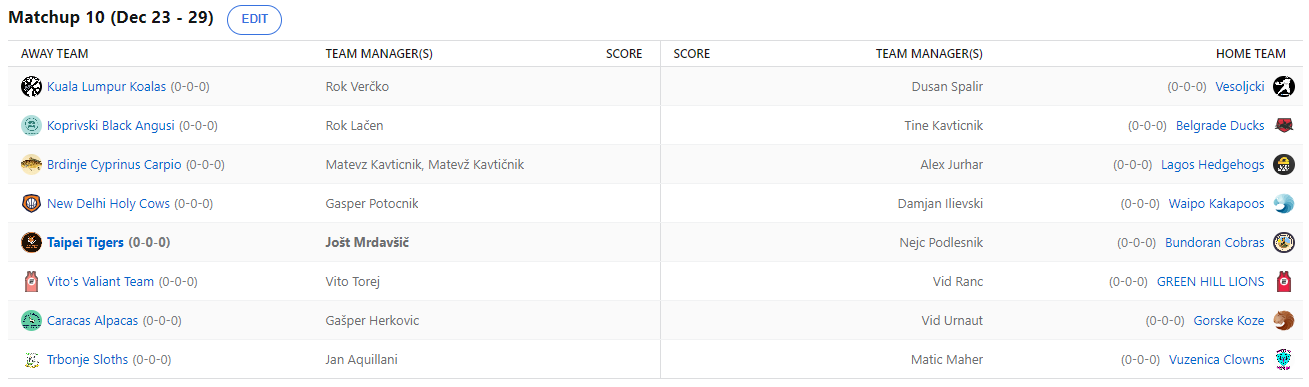 Matchup 10 (Dec 23 - 29) EDIT
AWAY TEAM TEAM MANAGER(S) SCORE SCORE TEAM MANAGER(S) HOME TEAM
Kuala Lumpur Koalas (0-0-0) Rok Verčko Dusan Spalir (0-0-0) Vesoljcki
Koprivski Black Angusi (0-0-0) Rok Lačen Tine Kavticnik (0-0-0) Belgrade Ducks
Brdinje Cyprinus Carpio (0-0-0) Matevz Kavticnik, Matevž Kavtičnik Alex Jurhar (0-0-0) Lagos Hedgehogs
New Delhi Holy Cows (0-0-0) Gasper Potocnik Damjan Ilievski (0-0-0) Waipo Kakapoos
Taipei Tigers (0-0-0) Jošt Mrdavšič Nejc Podlesnik (0-0-0) Bundoran Cobras
Vito's Valiant Team (0-0-0) Vito Torej Vid Ranc (0-0-0) GREEN HILL LIONS
Caracas Alpacas (0-0-0) Gašper Herkovic Vid Urnaut (0-0-0) Gorske Koze
Trbonje Sloths (0-0-0) Jan Aquillani Matic Maher (0-0-0) Vuzenica Clowns